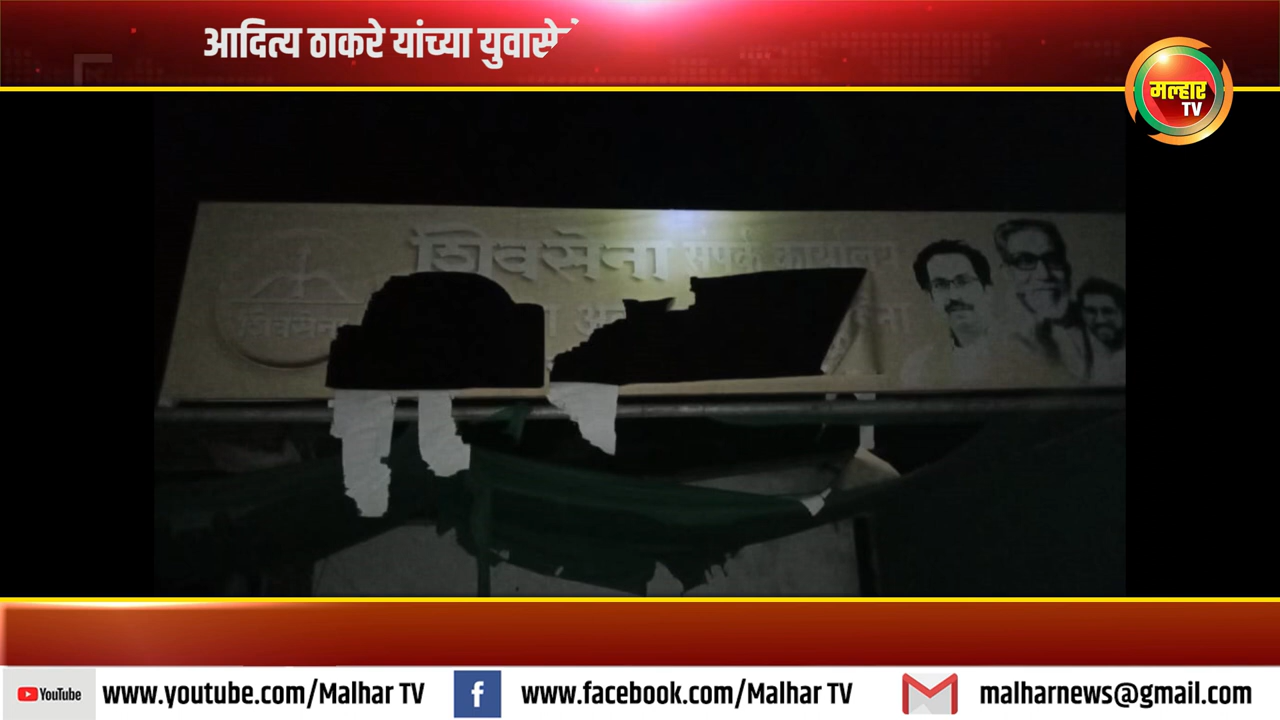 आदित्य ठाकरे यांच्या युवासे
मल्हार
TV
शिवसेना संपर्क कार्यालय
शिवसेना
YouTube
www.youtube.com/Malhar TV
www.facebook.com/Malhar TV
malharnews@gmail.com